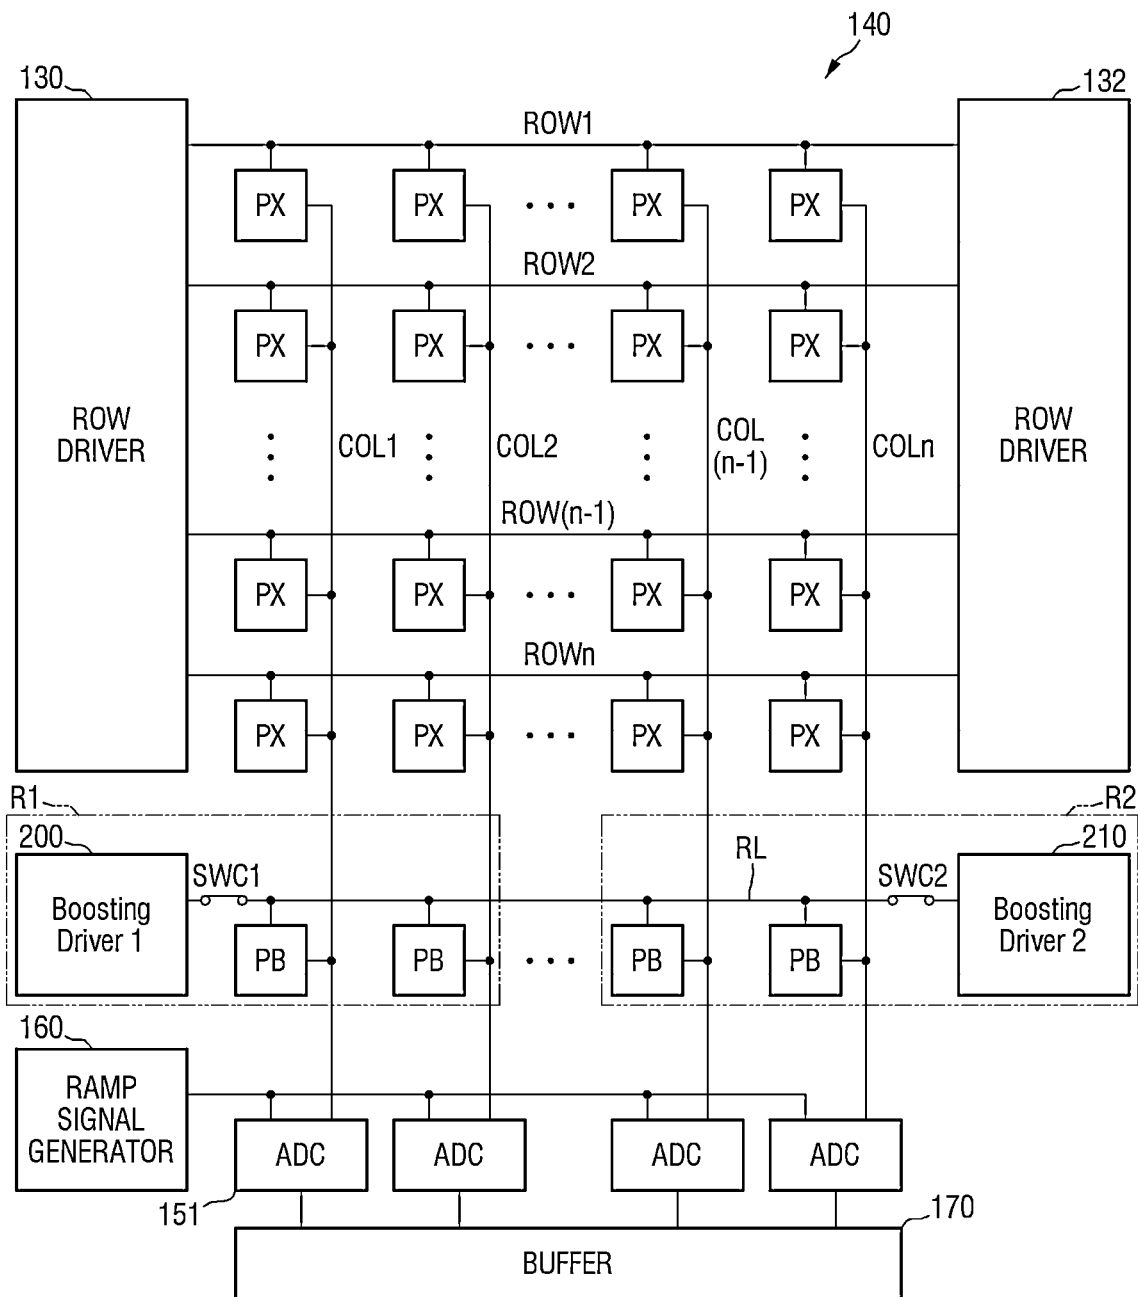 140
130
132
ROW1
PX PX PX PX
ROW2
PX PX PX PX
ROW
DRIVER
COL1
COL2
COL
(n-1)
COLn
ROW
DRIVER
ROW(n-1)
PX PX PX PX
ROWn
PX PX PX PX
R1
R2
200
SWC1
RL
SWC2
210
Boosting
Driver 1
PB PB PB PB
Boosting
Driver 2
160
RAMP
SIGNAL
GENERATOR
ADC ADC ADC ADC
151
170
BUFFER